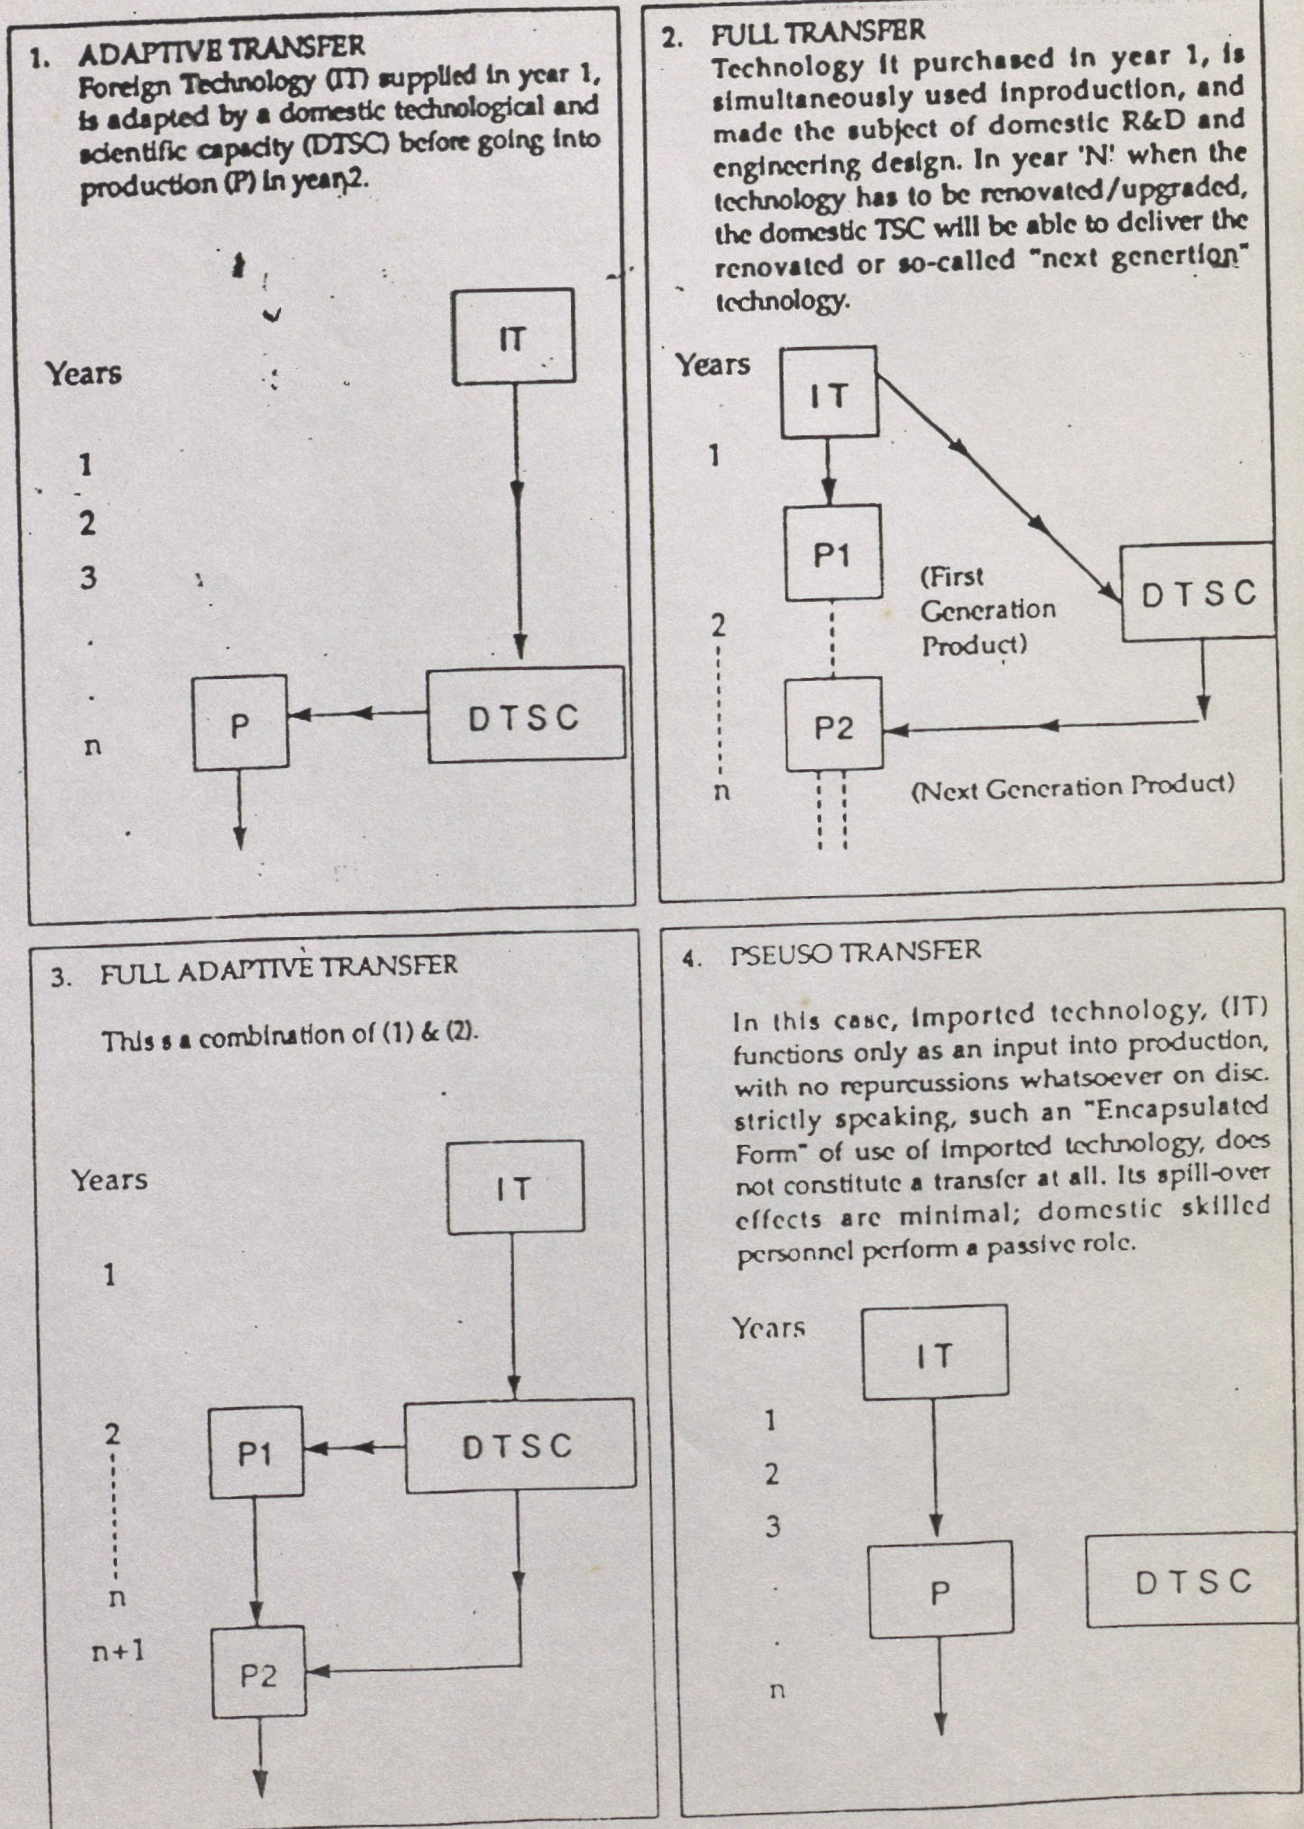 1. ADAPTIVE TRANSFER
Foreign Technology (IT) supplied in year 1,
is adapted by a domestic technological and
scientific capacity (DTSC) before going into
production (P) in year 2.
IT
Years
1
2
3
.
.
n
P
DTSC
2. FULL TRANSFER
Technology it purchased in year 1, is
simultaneously used inproduction, and
made the subject of domestic R&D and
engineering design. In year 'N' when the
technology has to be renovated/upgraded,
the domestic TSC will be able to deliver the
renovated or so-called "next genertion"
technology.
Years
IT
1
P1
(First
Generation
Product)
DTSC
2
P2
n
(Next Generation Product)
3. FULL ADAPTIVE TRANSFER
This s a combination of (1) & (2).
Years
IT
1
2
P1
DTSC
n
n+1
P2
4. PSEUSO TRANSFER
In this case, imported technology, (IT)
functions only as an input into production,
with no repurcussions whatsoever on disc.
strictly speaking, such an "Encapsulated
Form" of use of imported technology, does
not constitute a transfer at all. Its spill-over
effects are minimal; domestic skilled
personnel perform a passive role.
Years
IT
1
2
3
P
DTSC
.
.
n